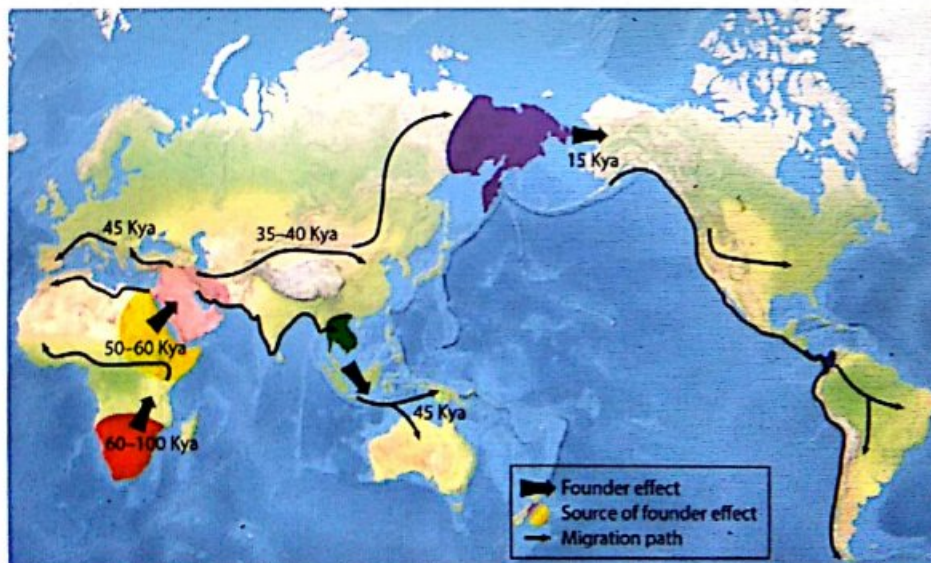 15 Kya
45 Kya
35–40 Kya
50–60 Kya
45 Kya
60–100 Kya
Founder effect
Source of founder effect
Migration path